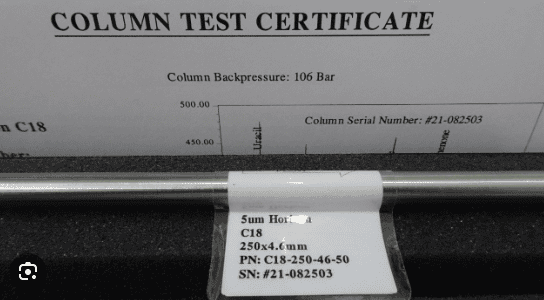 COLUMN TEST CERTIFICATE
Column Backpressure: 106 Bar
500.00
Column Serial Number: #21-082503
C18
450.00
Uracil
5um
C18
250x4.6mm
PN: C18-250-46-50
SN: #21-082503